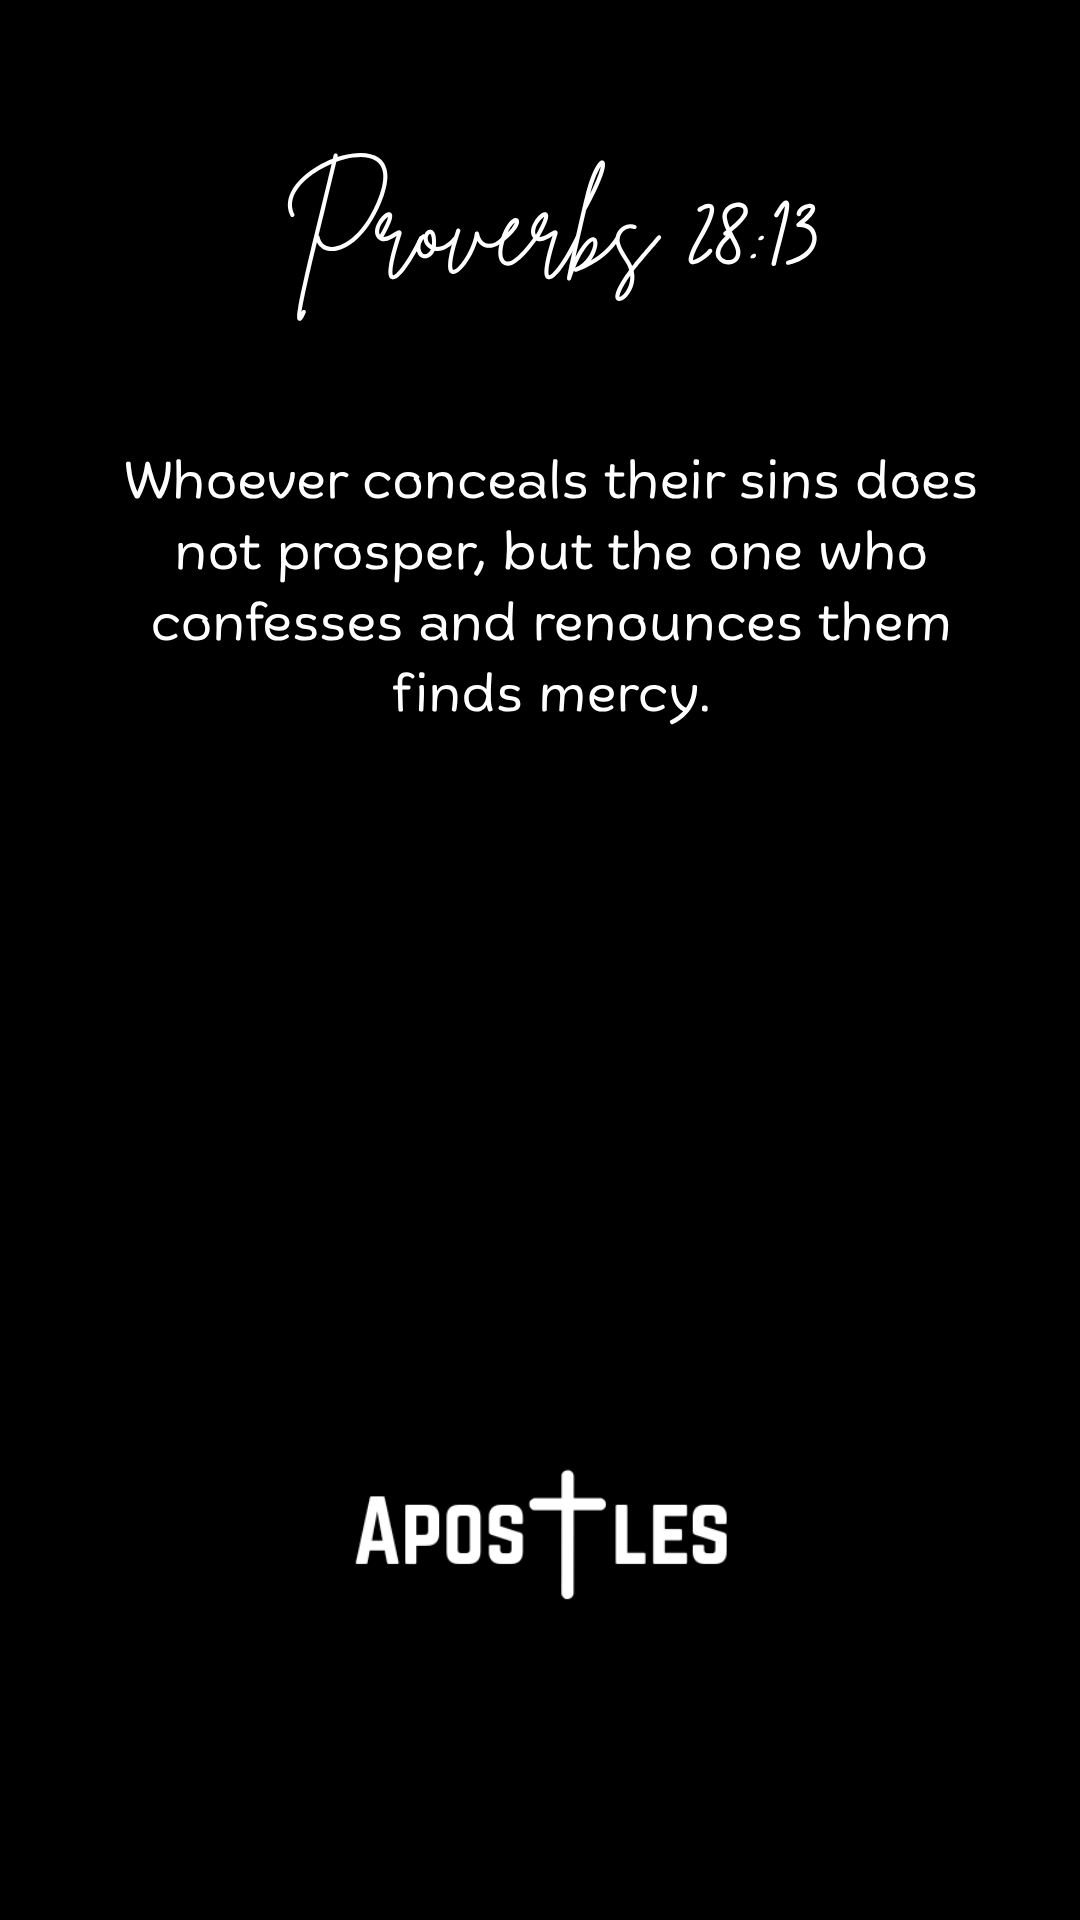 Proverbs 28:13
Whoever conceals their sins does
not prosper, but the one who
confesses and renounces them
finds mercy.
Apostles